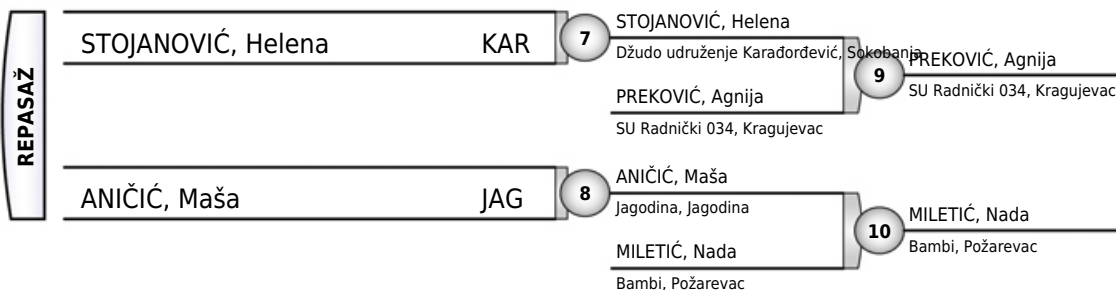 REPASAŽ
STOJANOVIĆ, Helena KAR
7
STOJANOVIĆ, Helena
Džudo udruženje Karađorđević, Sokobanja
PREKOVIĆ, Agnija
SU Radnički 034, Kragujevac
9
PREKOVIĆ, Agnija
SU Radnički 034, Kragujevac
ANIČIĆ, Maša JAG
8
ANIČIĆ, Maša
Jagodina, Jagodina
MILETIĆ, Nada
Bambi, Požarevac
10
MILETIĆ, Nada
Bambi, Požarevac